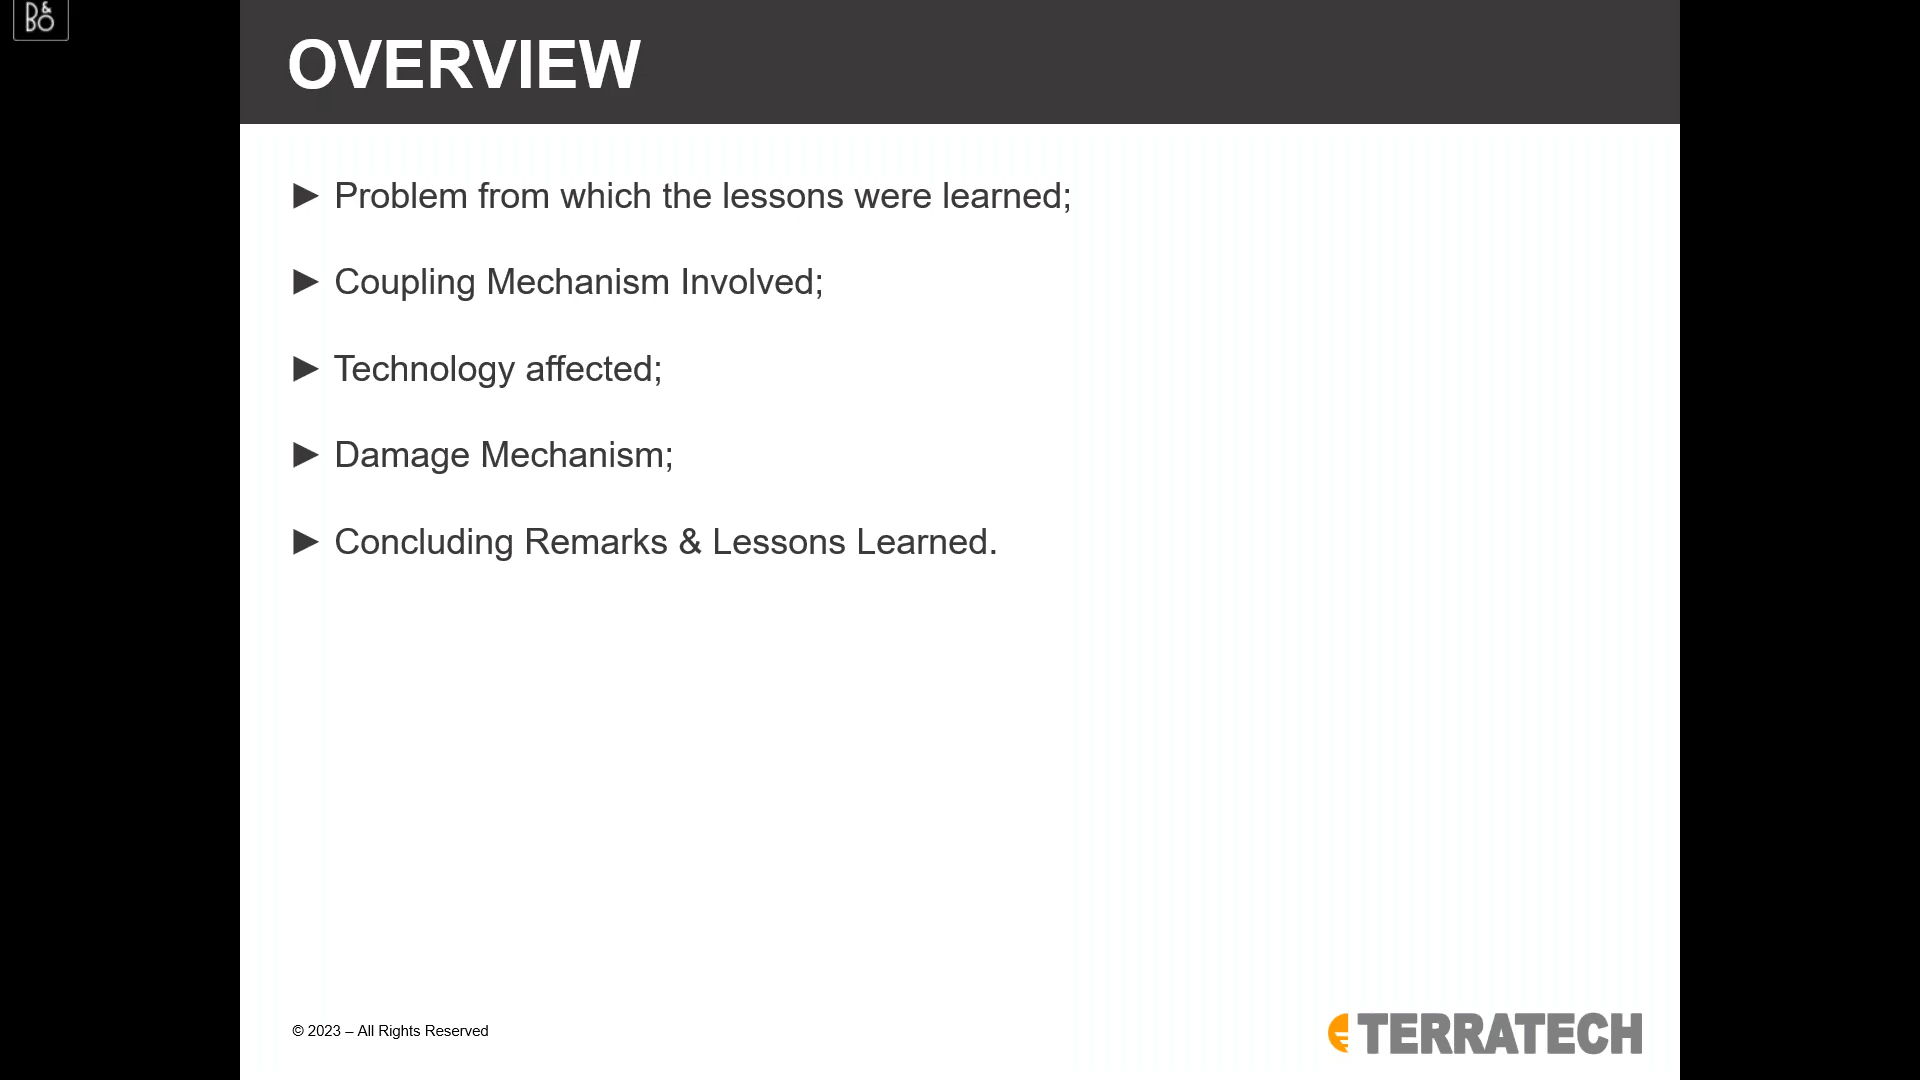 B&O
OVERVIEW
► Problem from which the lessons were learned;
► Coupling Mechanism Involved;
► Technology affected;
► Damage Mechanism;
► Concluding Remarks & Lessons Learned.
© 2023 – All Rights Reserved
TERRATECH